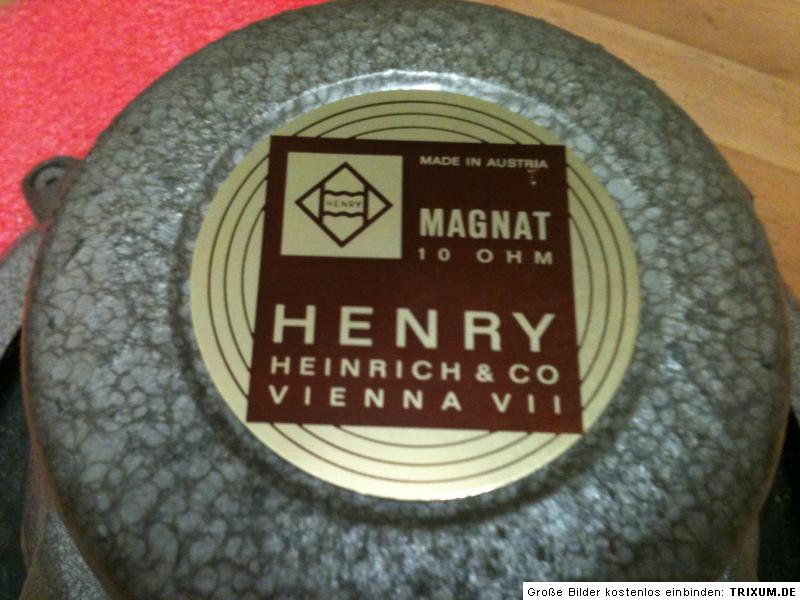 MADE IN AUSTRIA
HENRY
MAGNAT
10 OHM
HENRY
HEINRICH & CO
VIENNA VII
Große Bilder kostenlos einbinden: TRIXUM.DE